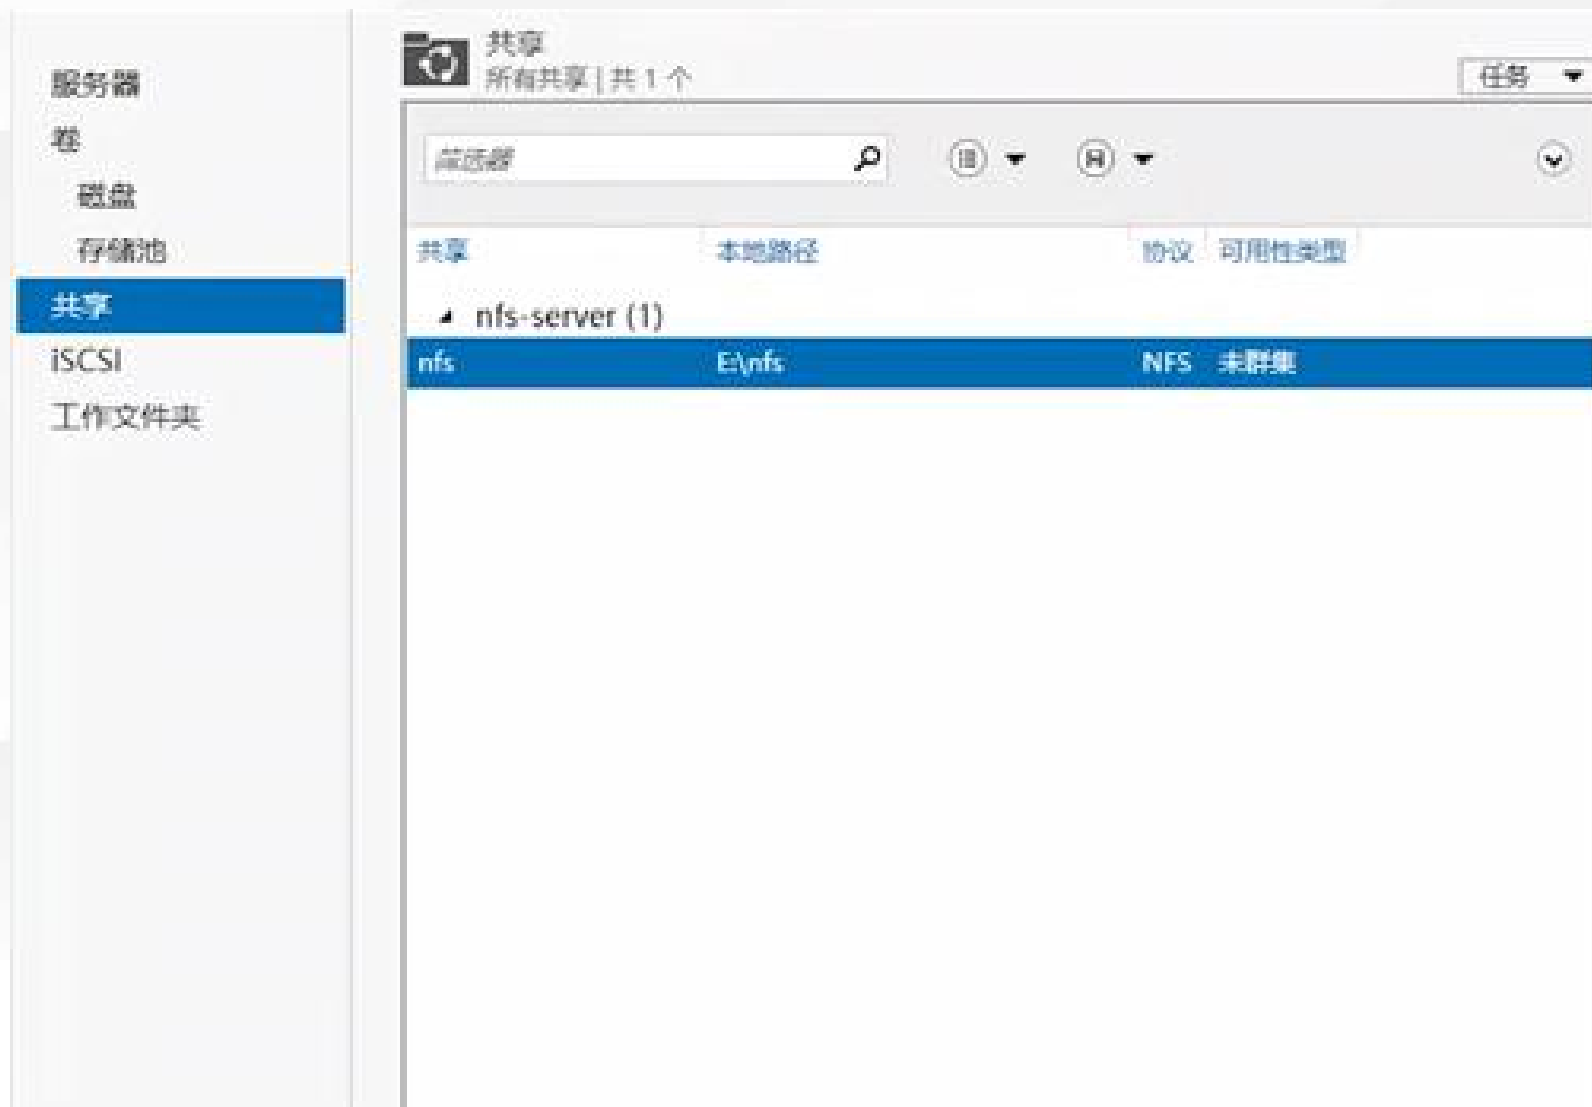 服务器
卷
磁盘
存储池
共享
iSCSI
工作文件夹
共享
所有共享 | 共 1 个
任务
筛选器
共享 本地路径 协议 可用性类型
nfs-server (1)
nfs E:\nfs NFS 未群集